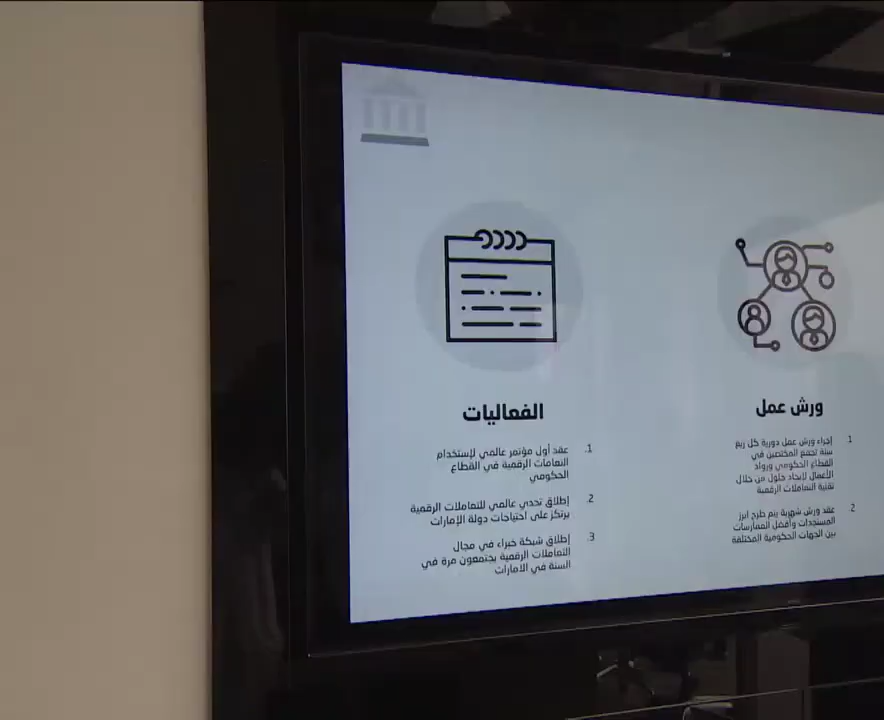 ورش عمل
1. إجراء ورش عمل دورية كل ربع
سنة تجمع المختصين في
القطاع الحكومي ورواد
الأعمال لايجاد حلول من خلال
تقنية التعاملات الرقمية
2. عقد ورش شهرية يتم طرح ابرز
المستجدات وأفضل الممارسات
بين الجهات الحكومية المختلفة
الفعاليات
1. عقد أول مؤتمر عالمي لإستخدام
التعاملات الرقمية في القطاع
الحكومي
2. إطلاق تحدي عالمي للتعاملات الرقمية
يرتكز على احتياجات دولة الإمارات
3. إطلاق شبكة خبراء في مجال
التعاملات الرقمية يجتمعون مرة في
السنة في الامارات